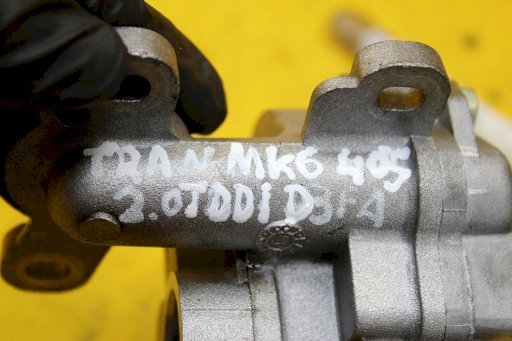 TRAN MK6 405
2.0TDDi D3FA